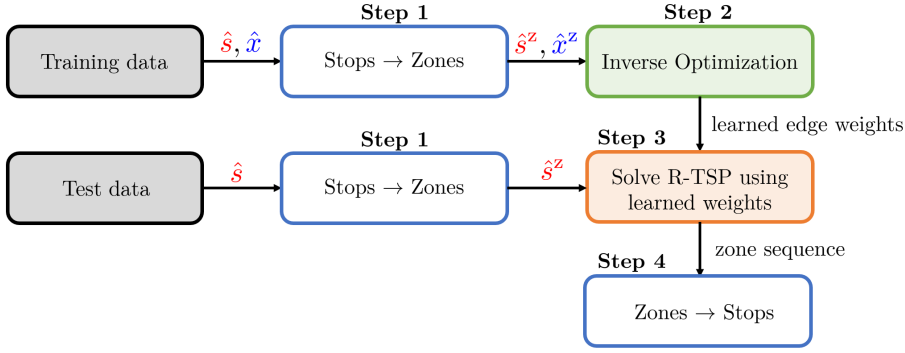 Step 1
Step 2
Training data
ŝ, x̂
Stops → Zones
ŝᶻ, x̂ᶻ
Inverse Optimization
learned edge weights
Step 1
Step 3
Test data
ŝ
Stops → Zones
ŝᶻ
Solve R-TSP using
learned weights
zone sequence
Step 4
Zones → Stops